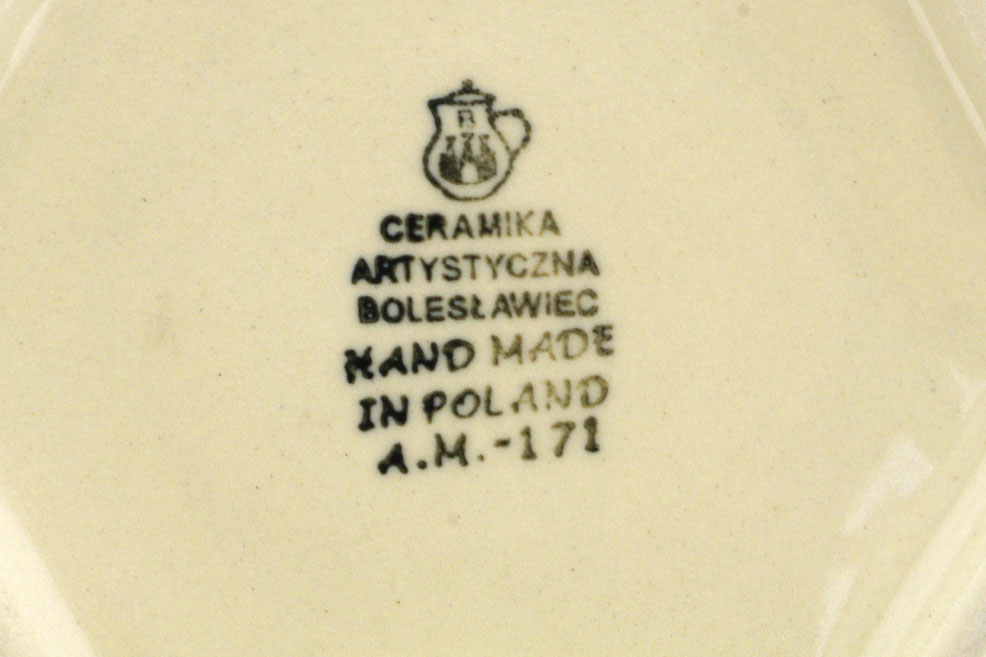 B
CERAMIKA
ARTYSTYCZNA
BOLESŁAWIEC
HAND MADE
IN POLAND
A.M.-171